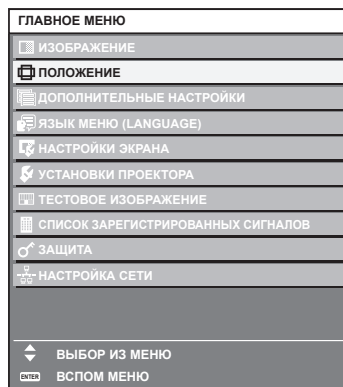 ГЛАВНОЕ МЕНЮ
ИЗОБРАЖЕНИЕ
ПОЛОЖЕНИЕ
ДОПОЛНИТЕЛЬНЫЕ НАСТРОЙКИ
ЯЗЫК МЕНЮ (LANGUAGE)
НАСТРОЙКИ ЭКРАНА
УСТАНОВКИ ПРОЕКТОРА
ТЕСТОВОЕ ИЗОБРАЖЕНИЕ
СПИСОК ЗАРЕГИСТРИРОВАННЫХ СИГНАЛОВ
ЗАЩИТА
НАСТРОЙКА СЕТИ
ВЫБОР ИЗ МЕНЮ
ENTER ВСПОМ МЕНЮ